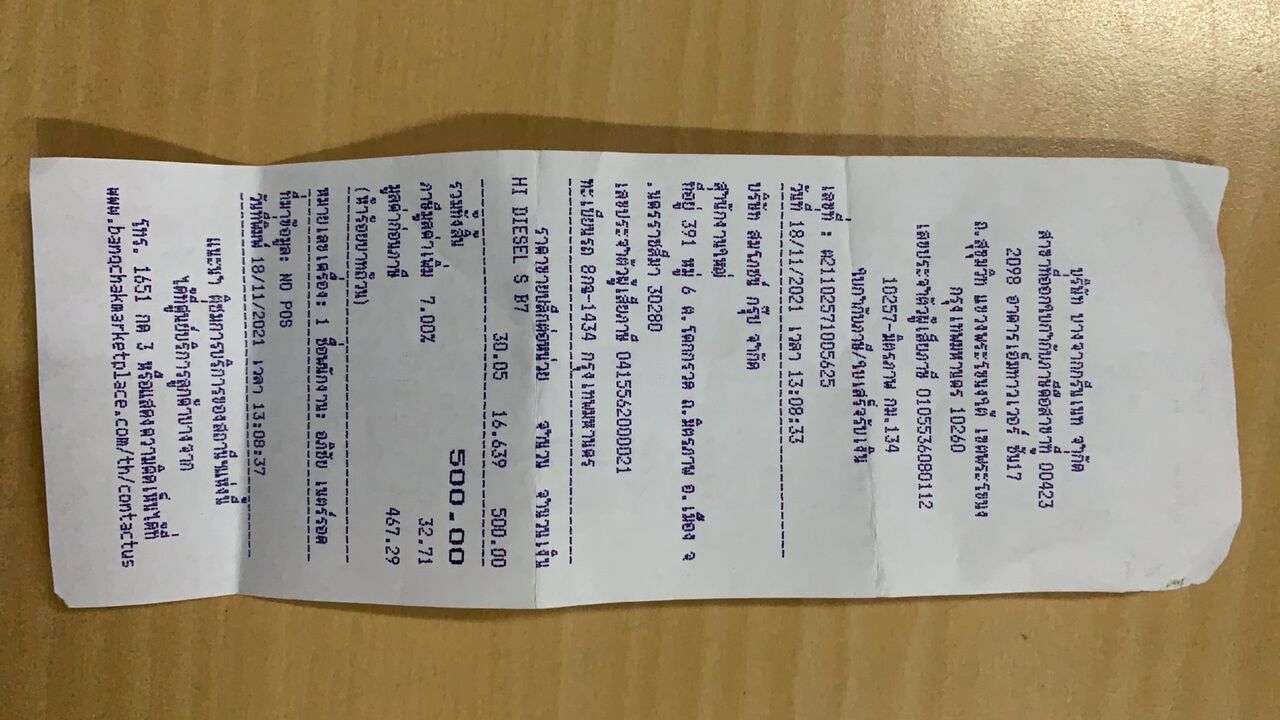 บริษัท บางจากกรีนเนท จำกัด
สาขาที่ออกใบกำกับภาษีคือสาขาที่ 00423
2098 อาคารเอ็มทาวเวอร์ ชั้น17
ถ.สุขุมวิท แขวงพระโขนงใต้ เขตพระโขนง
กรุงเทพมหานคร 10260
เลขประจำตัวผู้เสียภาษี 0105536080112
10257-มิตรภาพ กม.134
ใบกำกับภาษี/ใบเสร็จรับเงิน
เลขที่ : ค21102571005625
วันที่ 18/11/2021 เวลา 13:08:33
--------------------------------
บริษัท สมโภชน์ กรุ๊ป จำกัด
สำนักงานใหญ่
ที่อยู่ 391 หมู่ 6 ต.โคกกรวด ถ.มิตรภาพ อ.เมือง จ
.นครราชสีมา 30280
เลขประจำตัวผู้เสียภาษี 0415562000021
ทะเบียนรถ 8กจ-1434 กรุงเทพมหานคร
--------------------------------
ราคาขายปลีกต่อหน่วย จำนวน จำนวนเงิน
HI DIESEL S B7
30.05 16.639 500.00
--------------------------------
รวมทั้งสิ้น 500.00
ภาษีมูลค่าเพิ่ม 7.00% 32.71
มูลค่าก่อนภาษี 467.29
(ห้าร้อยบาทถ้วน)
--------------------------------
หมายเลขเครื่อง: 1 ชื่อพนักงาน: อภิชัย เนตร์รอด
ที่มาข้อมูล: NO POS
วันที่พิมพ์ 18/11/2021 เวลา 13:08:37
--------------------------------
แนะนำ ติชมการบริการของสถานีฯแห่งนี้
ได้ที่ศูนย์บริการลูกค้าบางจาก
โทร. 1651 กด 3 หรือแสดงความคิดเห็นได้ที่
www.bangchakmarketplace.com/th/contactus